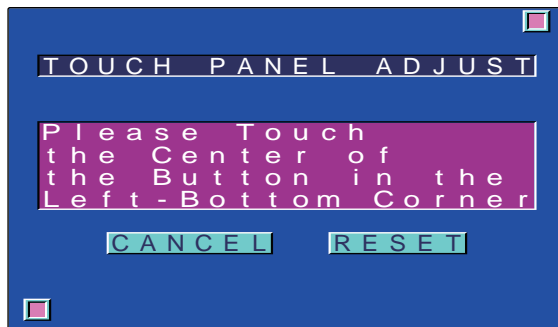 TOUCH PANEL ADJUST
Please Touch
the Center of
the Button in the
Left-Bottom Corner
CANCEL RESET